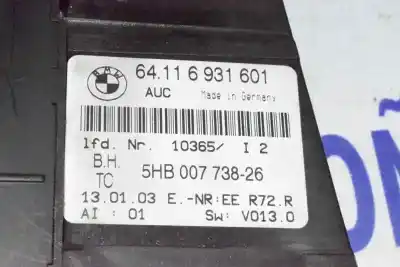 BMW
64.11 6 931 601
AUC Made in Germany
lfd. Nr. 10365/ I 2
B.H.
TC 5HB 007 738-26
13.01.03 E.-NR:EE R72.R
AI : 01 SW: V013.0